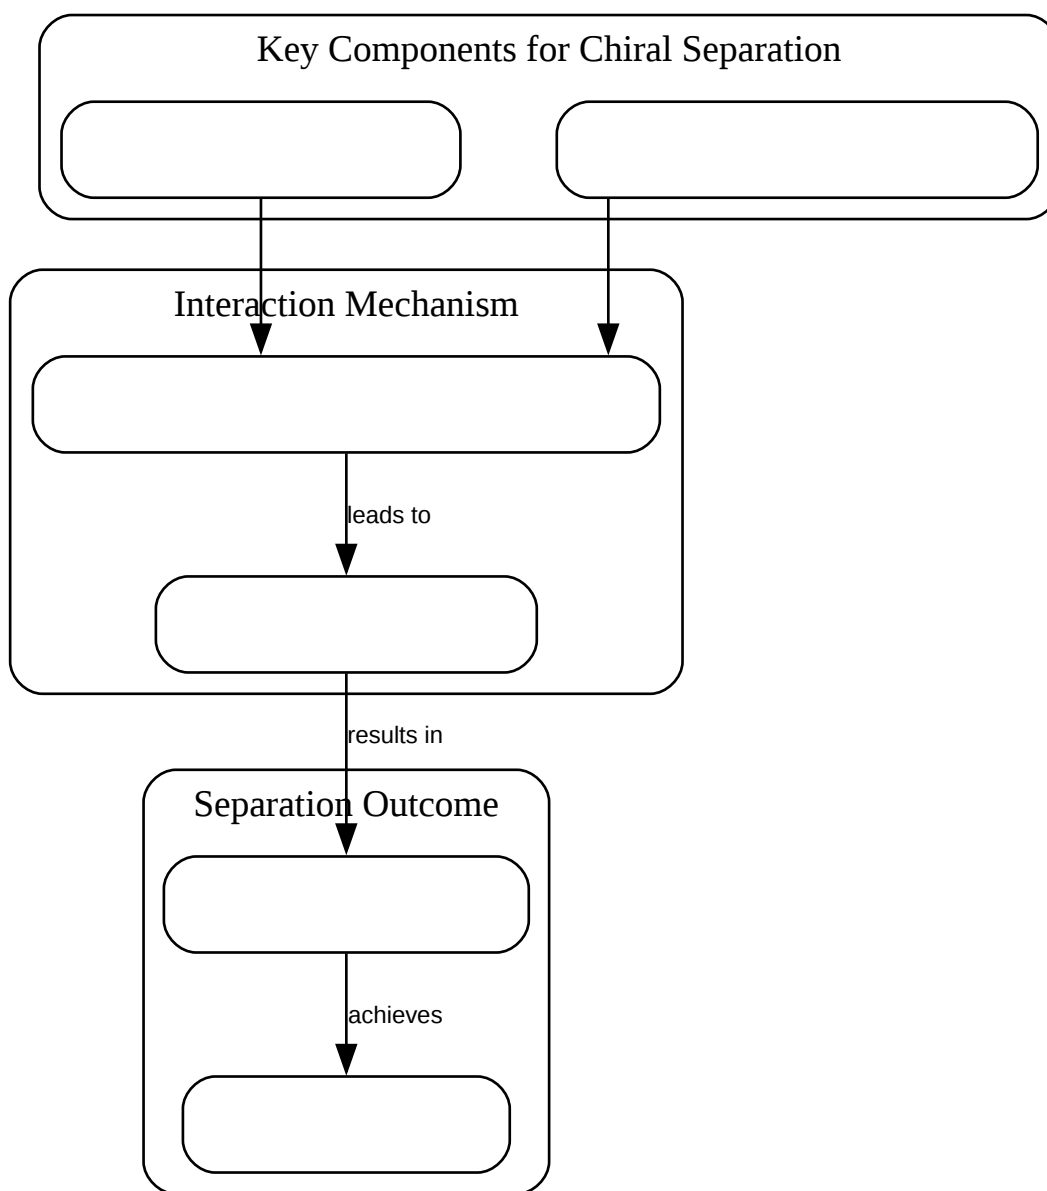 Key Components for Chiral Separation
Interaction Mechanism
leads to
results in
Separation Outcome
achieves